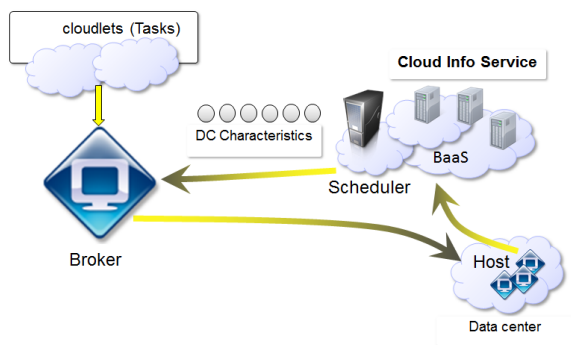 cloudlets (Tasks)
Cloud Info Service
DC Characteristics
BaaS
Scheduler
Broker
Host
Data center